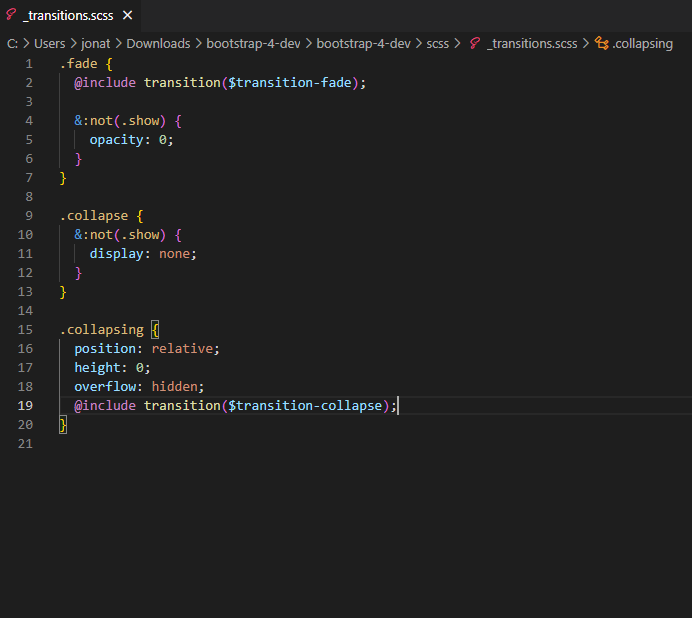 _transitions.scss
C: > Users > jonat > Downloads > bootstrap-4-dev > bootstrap-4-dev > scss > _transitions.scss > .collapsing
1 .fade {
2   @include transition($transition-fade);
3
4   &:not(.show) {
5     opacity: 0;
6   }
7 }
8
9 .collapse {
10   &:not(.show) {
11     display: none;
12   }
13 }
14
15 .collapsing {
16   position: relative;
17   height: 0;
18   overflow: hidden;
19   @include transition($transition-collapse);
20 }
21